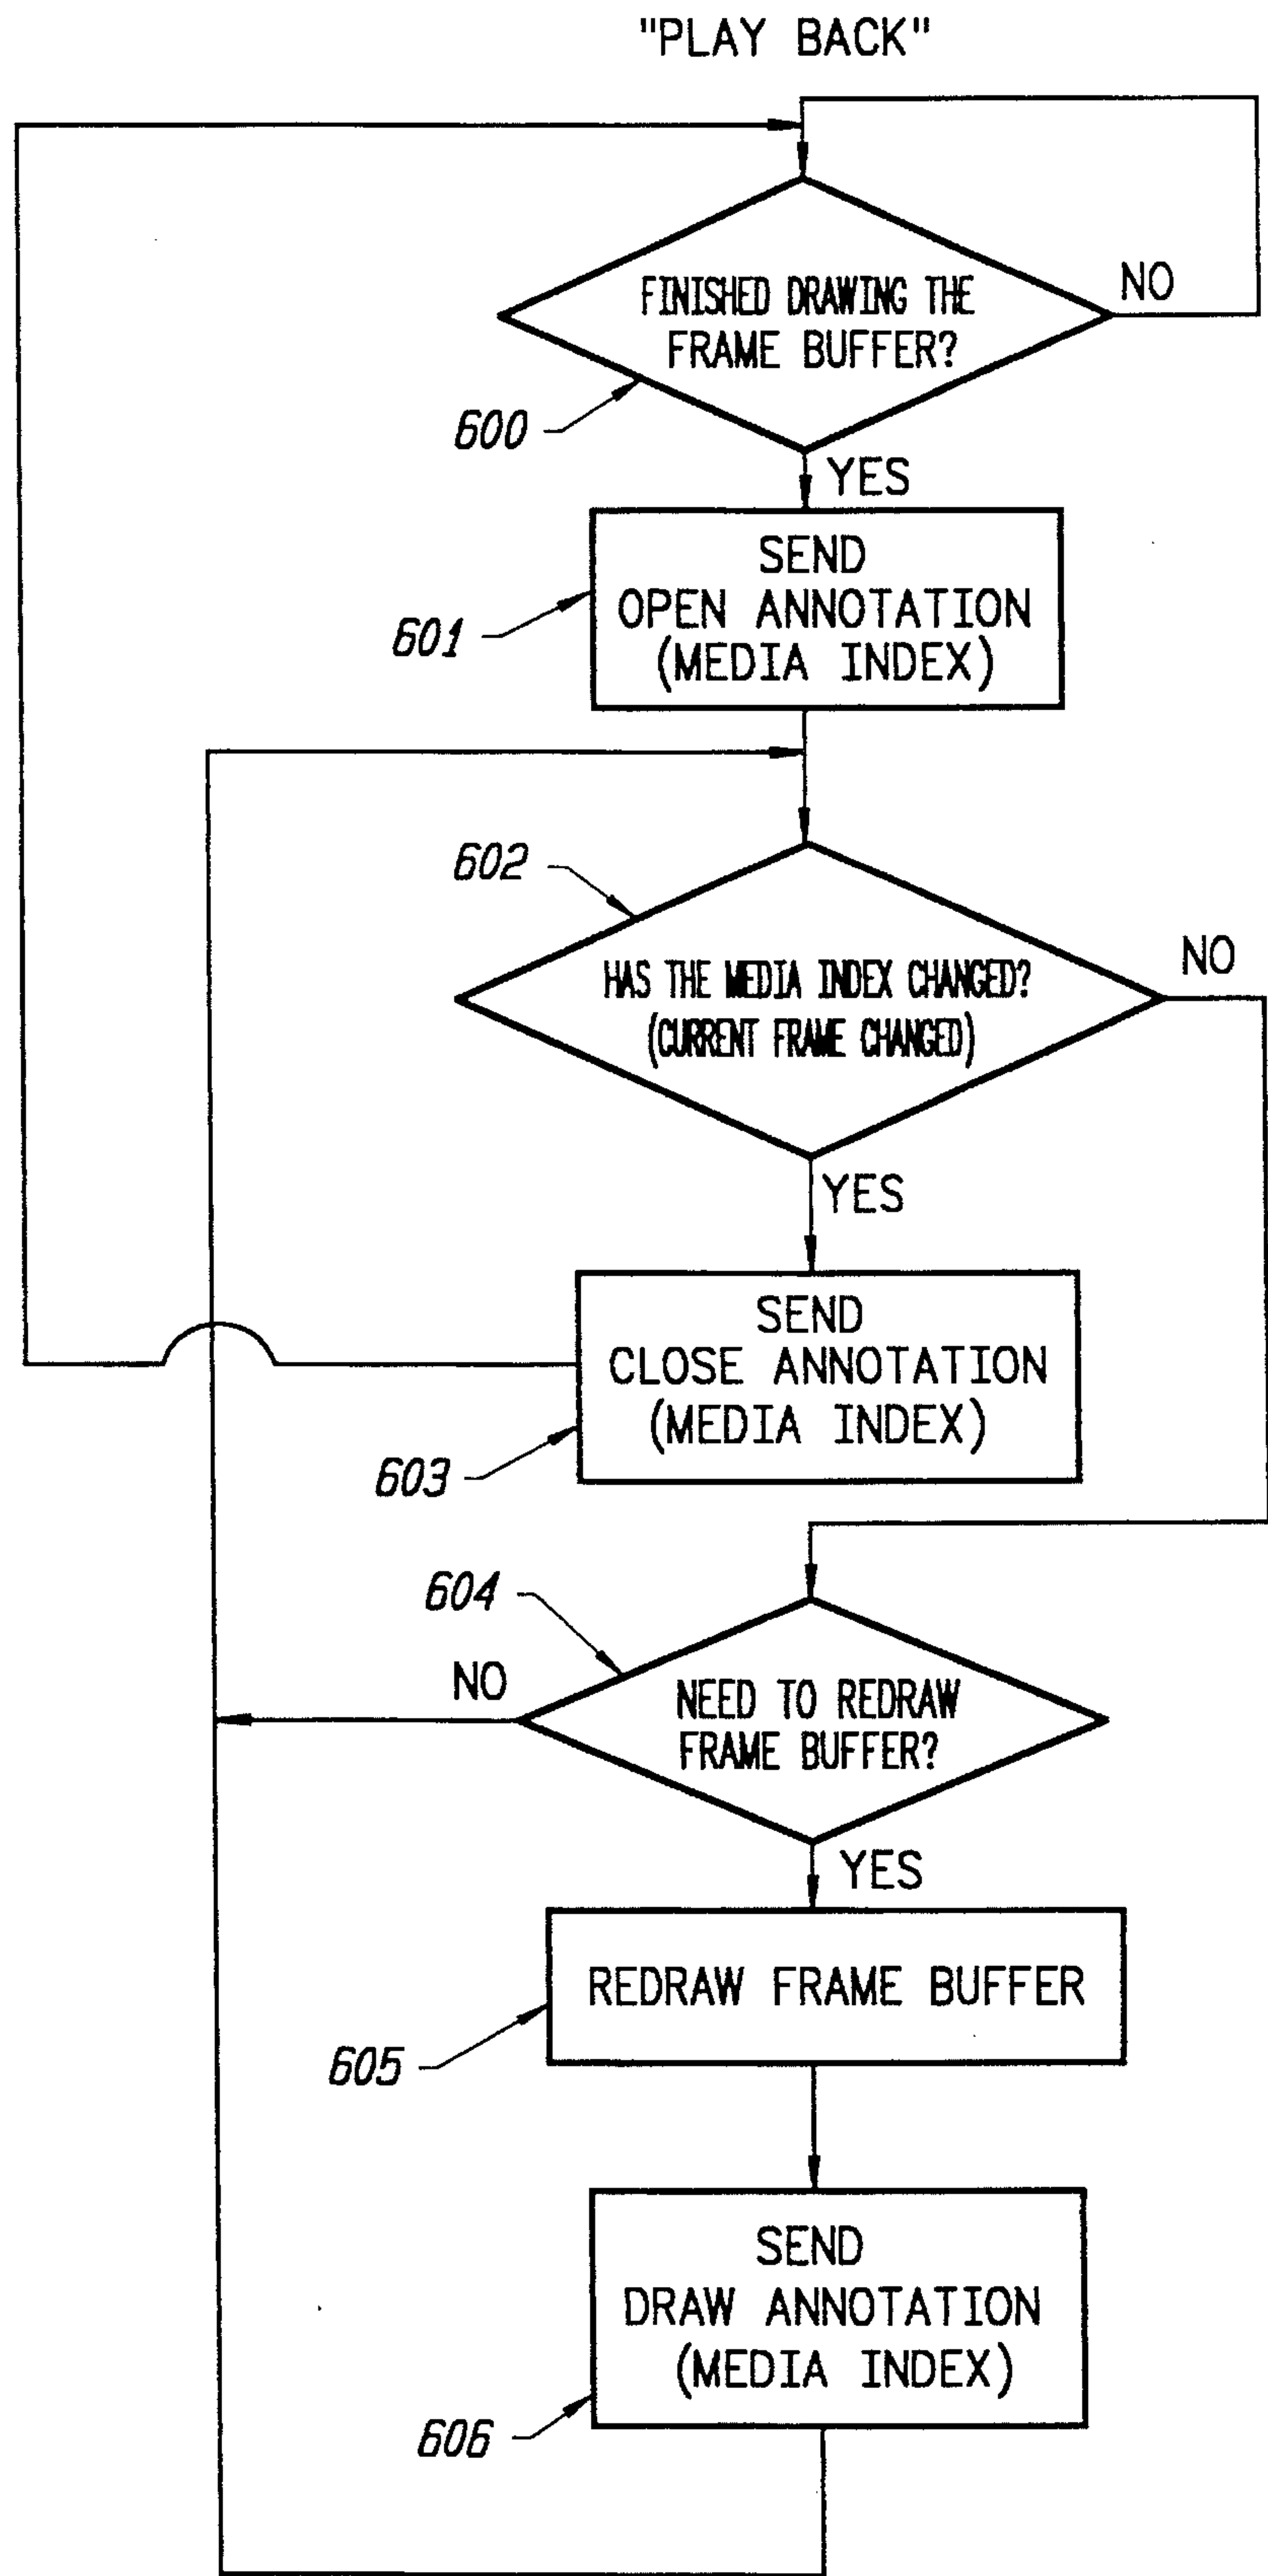 "PLAY BACK"
FINISHED DRAWING THE
FRAME BUFFER?
NO
600
YES
SEND
OPEN ANNOTATION
(MEDIA INDEX)
601
602
HAS THE MEDIA INDEX CHANGED?
(CURRENT FRAME CHANGED)
NO
YES
SEND
CLOSE ANNOTATION
(MEDIA INDEX)
603
604
NO
NEED TO REDRAW
FRAME BUFFER?
YES
REDRAW FRAME BUFFER
605
SEND
DRAW ANNOTATION
(MEDIA INDEX)
606